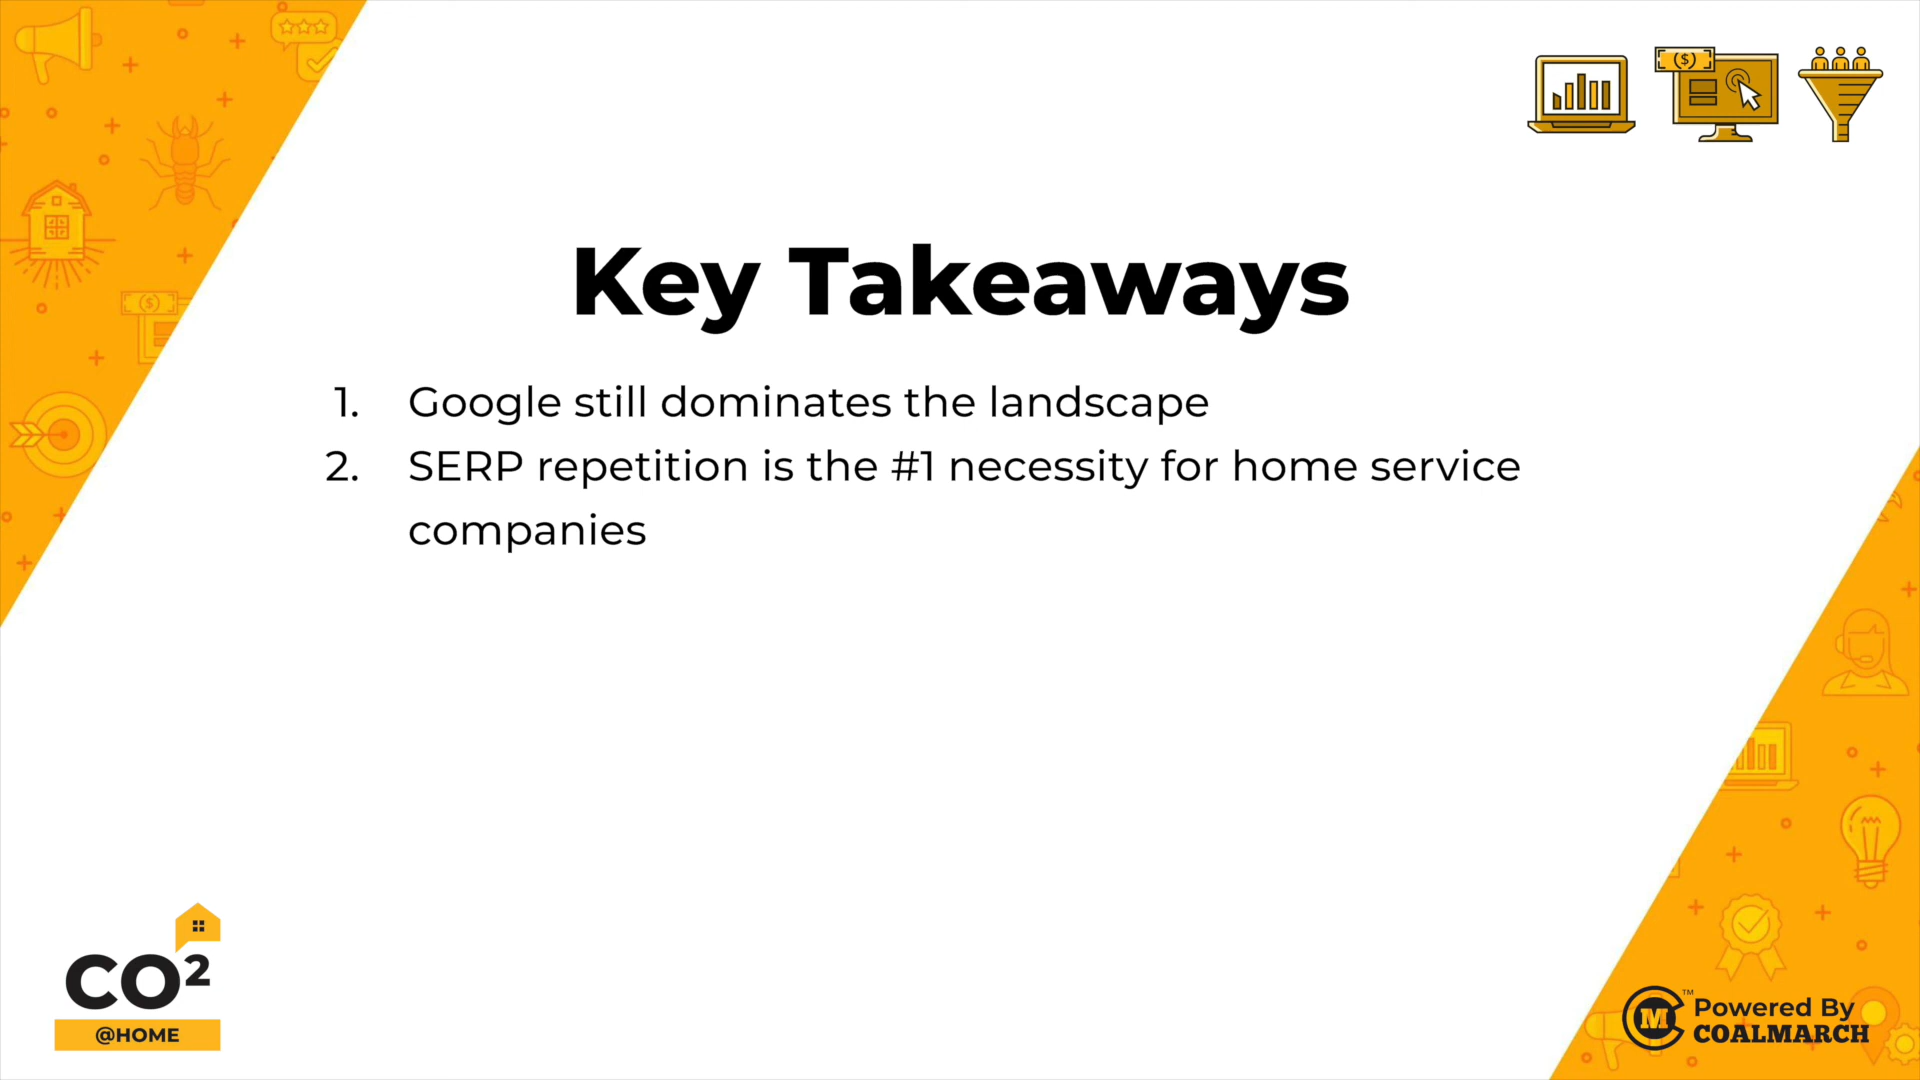 ($)
Key Takeaways
1. Google still dominates the landscape
2. SERP repetition is the #1 necessity for home service
companies
($)
CO²
@HOME
CM™ Powered By
COALMARCH